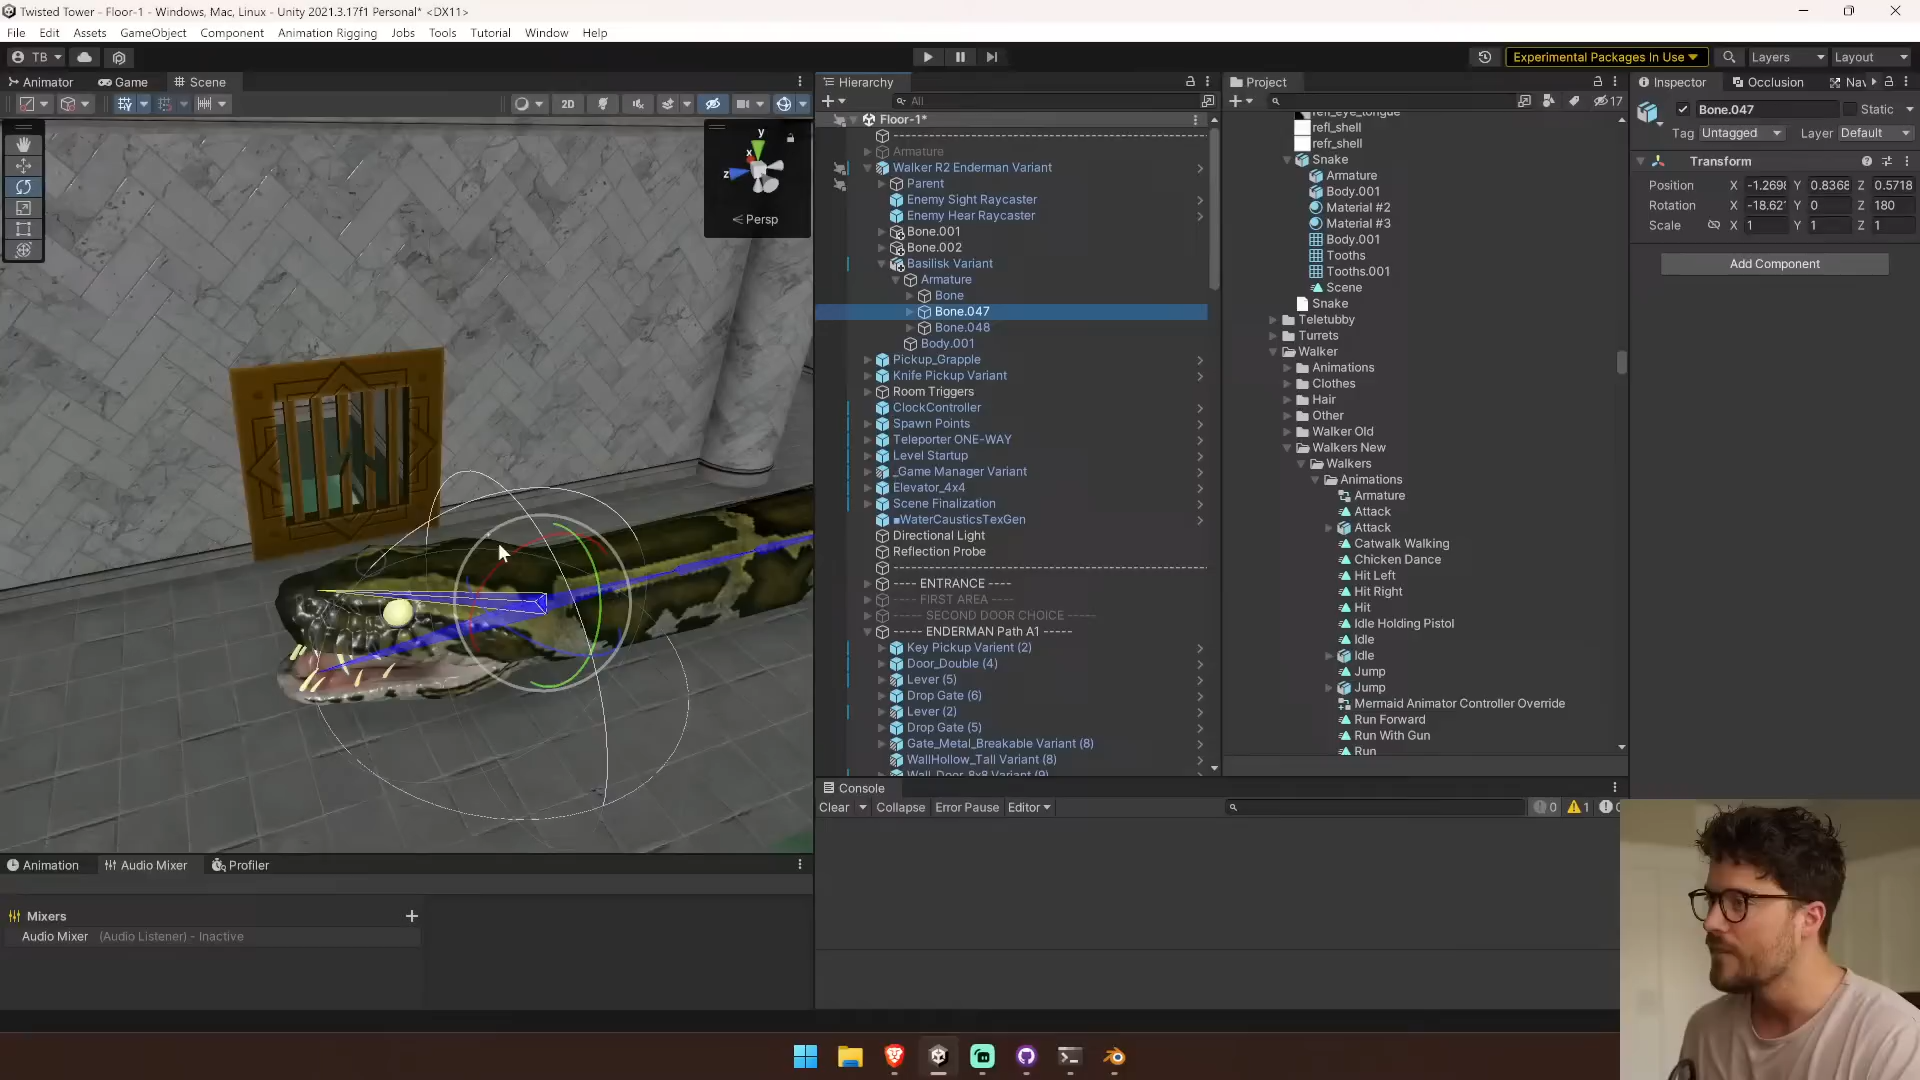 Twisted Tower - Floor-1 - Windows, Mac, Linux - Unity 2021.3.17f1 Personal* <DX11>
File Edit Assets GameObject Component Animation Rigging Jobs Tools Tutorial Window Help
TB
Experimental Packages In Use
Layers
Layout
Animator
Game
Scene
2D
y
x
z
Persp
Hierarchy
All
Floor-1*
Armature
Walker R2 Enderman Variant
Parent
Enemy Sight Raycaster
Enemy Hear Raycaster
Bone.001
Bone.002
Basilisk Variant
Armature
Bone
Bone.047
Bone.048
Body.001
Pickup_Grapple
Knife Pickup Variant
Room Triggers
ClockController
Spawn Points
Teleporter ONE-WAY
Level Startup
_Game Manager Variant
Elevator_4x4
Scene Finalization
■WaterCausticsTexGen
Directional Light
Reflection Probe
---- ENTRANCE ----
---- FIRST AREA ----
----- SECOND DOOR CHOICE -----
----- ENDERMAN Path A1 -----
Key Pickup Varient (2)
Door_Double (4)
Lever (5)
Drop Gate (6)
Lever (2)
Drop Gate (5)
Gate_Metal_Breakable Variant (8)
WallHollow_Tall Variant (8)
Wall_Door_8x8 Variant (9)
Project
17
refl_eye_tongue
refl_shell
refr_shell
Snake
Armature
Body.001
Material #2
Material #3
Body.001
Tooths
Tooths.001
Scene
Snake
Teletubby
Turrets
Walker
Animations
Clothes
Hair
Other
Walker Old
Walkers New
Walkers
Animations
Armature
Attack
Attack
Catwalk Walking
Chicken Dance
Hit Left
Hit Right
Hit
Idle Holding Pistol
Idle
Idle
Jump
Jump
Mermaid Animator Controller Override
Run Forward
Run With Gun
Run
Inspector
Occlusion
Nav
Bone.047
Static
Tag Untagged
Layer Default
Transform
Position X -1.269 Y 0.8368 Z 0.5718
Rotation X -18.62 Y 0 Z 180
Scale X 1 Y 1 Z 1
Add Component
Console
Clear
Collapse
Error Pause
Editor
0
1
Animation
Audio Mixer
Profiler
Mixers
Audio Mixer (Audio Listener) - Inactive